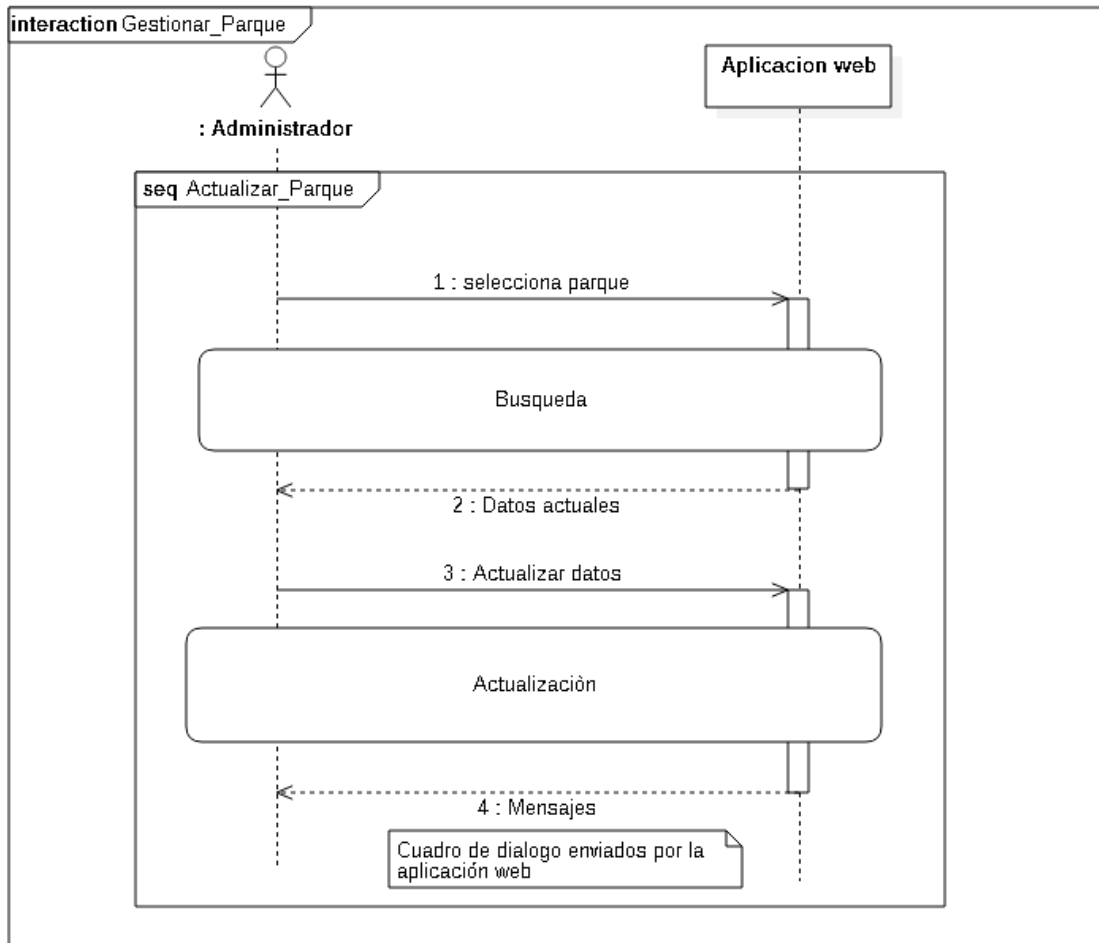 interaction Gestionar_Parque
Aplicacion web
: Administrador
seq Actualizar_Parque
1 : selecciona parque
Busqueda
2 : Datos actuales
3 : Actualizar datos
Actualizaciòn
4 : Mensajes
Cuadro de dialogo enviados por la
aplicación web